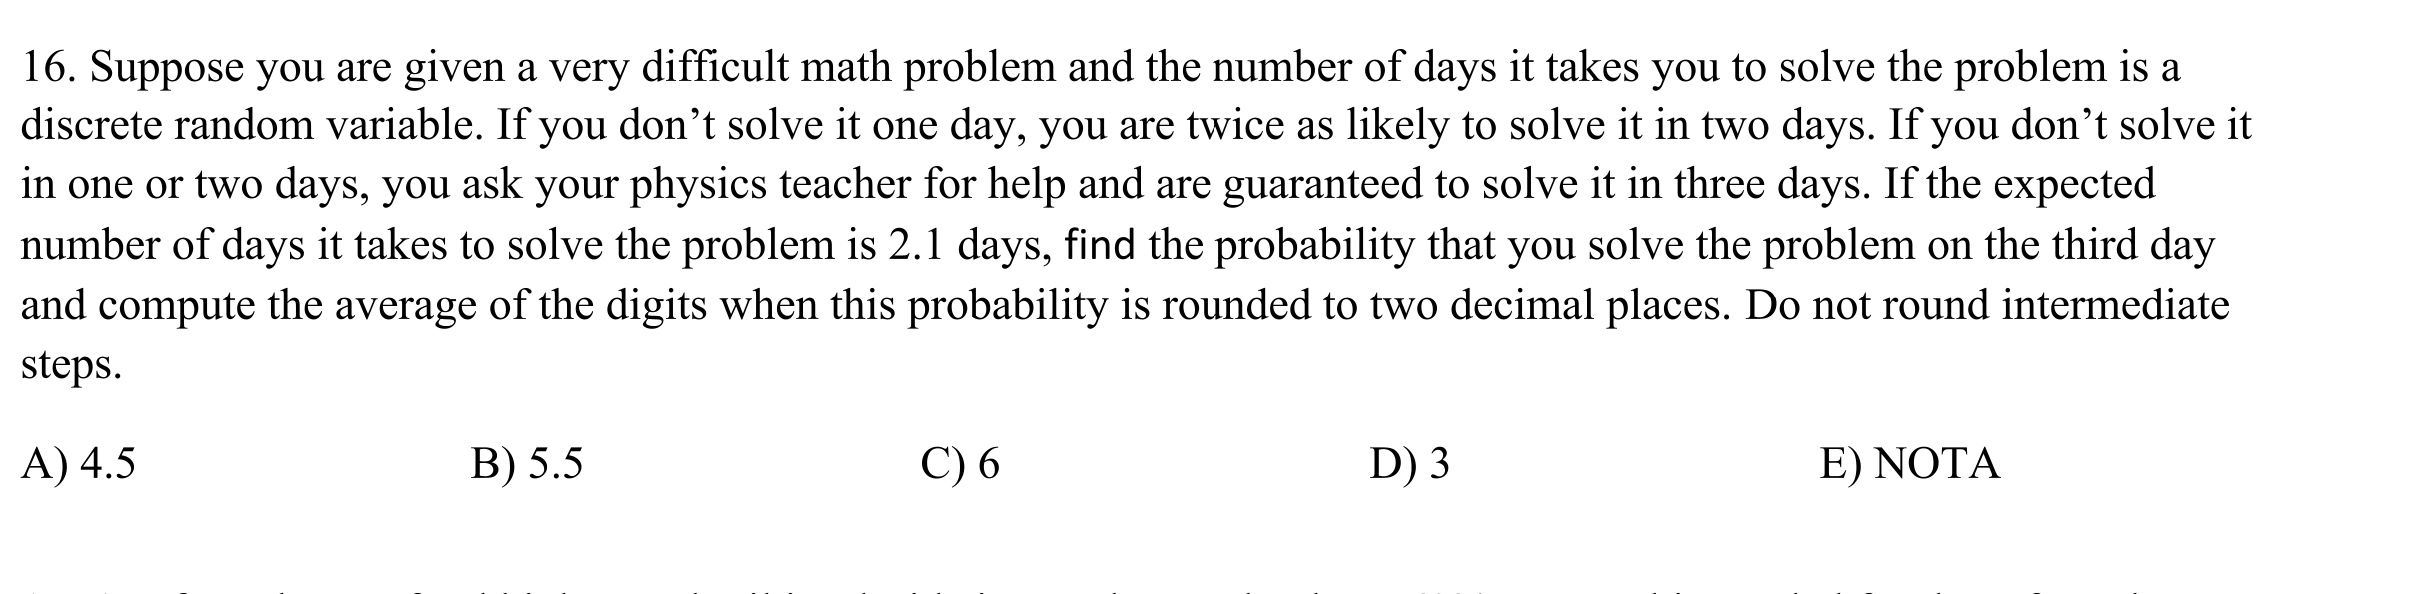 16. Suppose you are given a very difficult math problem and the number of days it takes you to solve the problem is a
discrete random variable. If you don’t solve it one day, you are twice as likely to solve it in two days. If you don’t solve it
in one or two days, you ask your physics teacher for help and are guaranteed to solve it in three days. If the expected
number of days it takes to solve the problem is 2.1 days, find the probability that you solve the problem on the third day
and compute the average of the digits when this probability is rounded to two decimal places. Do not round intermediate
steps.
A) 4.5 B) 5.5 C) 6 D) 3 E) NOTA